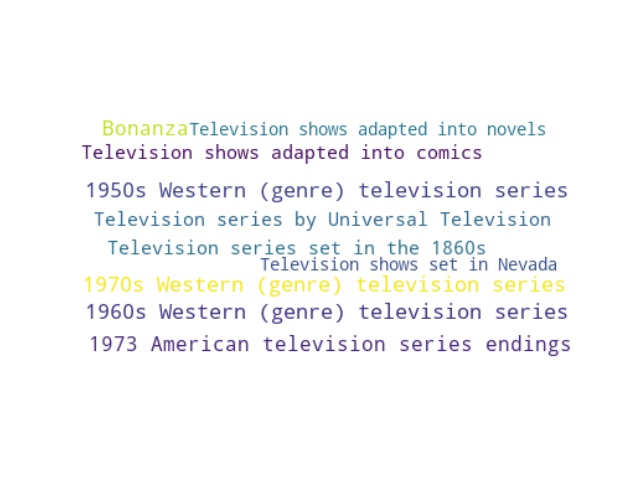 Bonanza Television shows adapted into novels
Television shows adapted into comics
1950s Western (genre) television series
Television series by Universal Television
Television series set in the 1860s
Television shows set in Nevada
1970s Western (genre) television series
1960s Western (genre) television series
1973 American television series endings